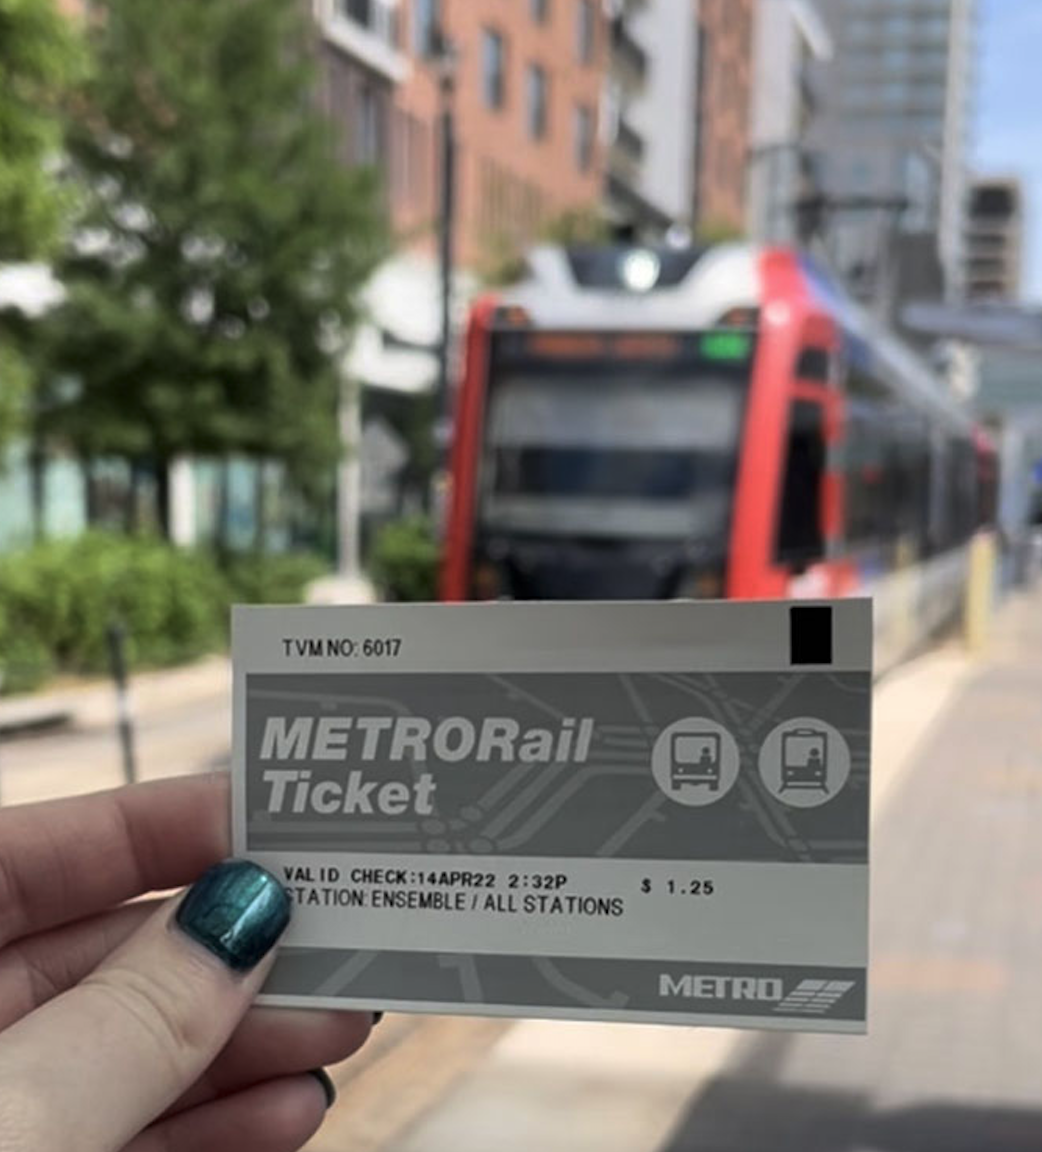 TVM NO: 6017
METRORail
Ticket
VALID CHECK:14APR22 2:32P $ 1.25
STATION: ENSEMBLE / ALL STATIONS
METRO